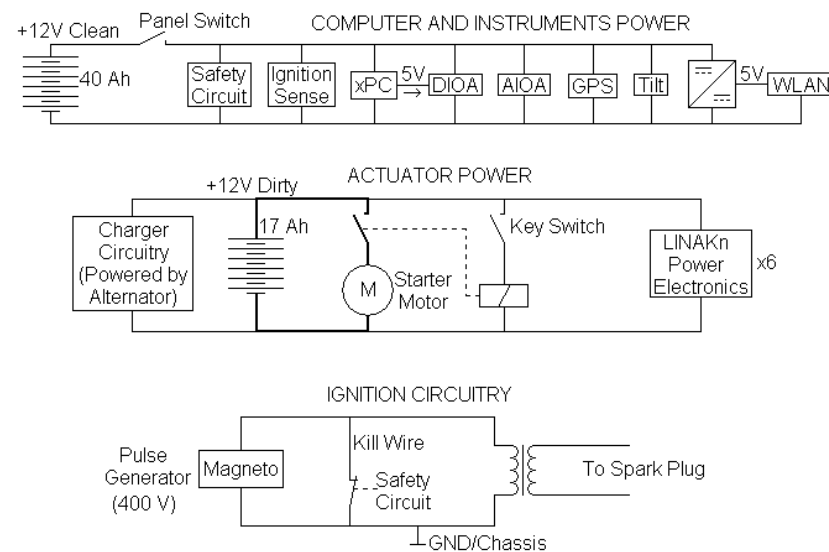 Panel Switch
COMPUTER AND INSTRUMENTS POWER
+12V Clean
40 Ah
Safety
Circuit
Ignition
Sense
xPC
5V
DIOA
AIOA
GPS
Tilt
5V
WLAN
ACTUATOR POWER
+12V Dirty
Charger
Circuitry
(Powered by
Alternator)
17 Ah
M
Starter
Motor
Key Switch
LINAKn
Power
Electronics
x6
IGNITION CIRCUITRY
Pulse
Generator
(400 V)
Magneto
Kill Wire
Safety
Circuit
To Spark Plug
GND/Chassis